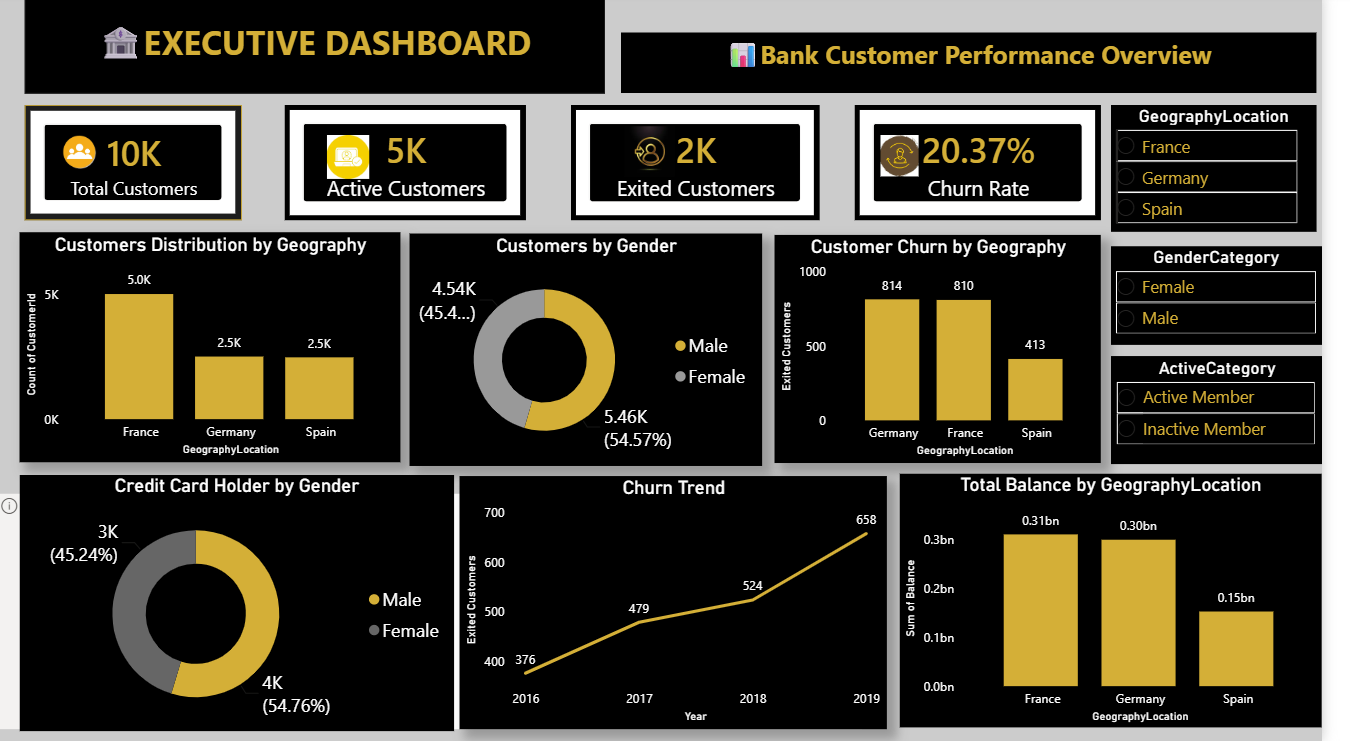 EXECUTIVE DASHBOARD
Bank Customer Performance Overview
10K
Total Customers
5K
Active Customers
2K
Exited Customers
20.37%
Churn Rate
GeographyLocation
France
Germany
Spain
GenderCategory
Female
Male
ActiveCategory
Active Member
Inactive Member
Customers Distribution by Geography
Count of CustomerId
5K
0K
5.0K
2.5K
2.5K
France
Germany
Spain
GeographyLocation
Customers by Gender
4.54K
(45.4...)
5.46K
(54.57%)
Male
Female
Customer Churn by Geography
Exited Customers
1000
500
0
814
810
413
Germany
France
Spain
GeographyLocation
Credit Card Holder by Gender
3K
(45.24%)
4K
(54.76%)
Male
Female
Churn Trend
Exited Customers
700
600
500
400
376
479
524
658
2016
2017
2018
2019
Year
Total Balance by GeographyLocation
Sum of Balance
0.3bn
0.2bn
0.1bn
0.0bn
0.31bn
0.30bn
0.15bn
France
Germany
Spain
GeographyLocation